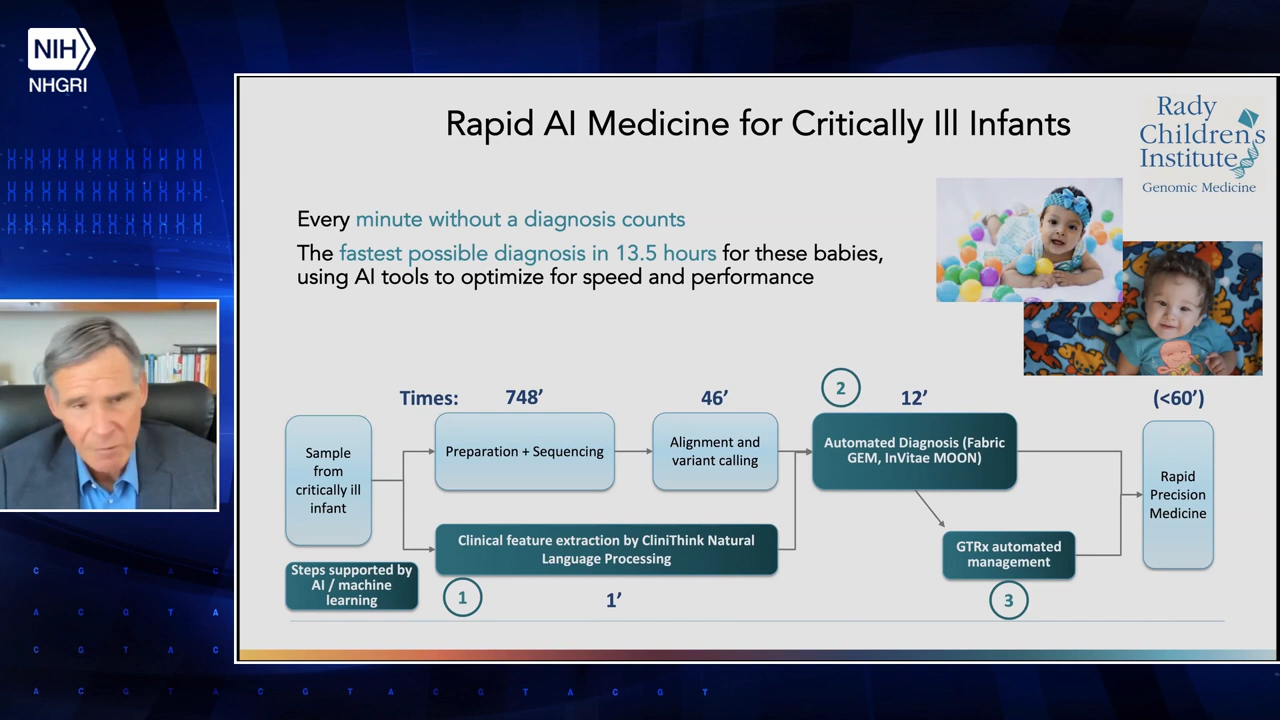 NIH
NHGRI
Rapid AI Medicine for Critically Ill Infants
Rady
Children's
Institute
Genomic Medicine
Every minute without a diagnosis counts
The fastest possible diagnosis in 13.5 hours for these babies,
using AI tools to optimize for speed and performance
Times:
748’
46’
2
12’
(<60’)
Sample
from
critically ill
infant
Preparation + Sequencing
Alignment and
variant calling
Automated Diagnosis (Fabric
GEM, InVitae MOON)
Rapid
Precision
Medicine
Clinical feature extraction by CliniThink Natural
Language Processing
GTRx automated
management
Steps supported by
AI / machine
learning
1
1’
3
C G T A C
A C G T A
C G T A C
A C G T A C G T A C G T A C G T